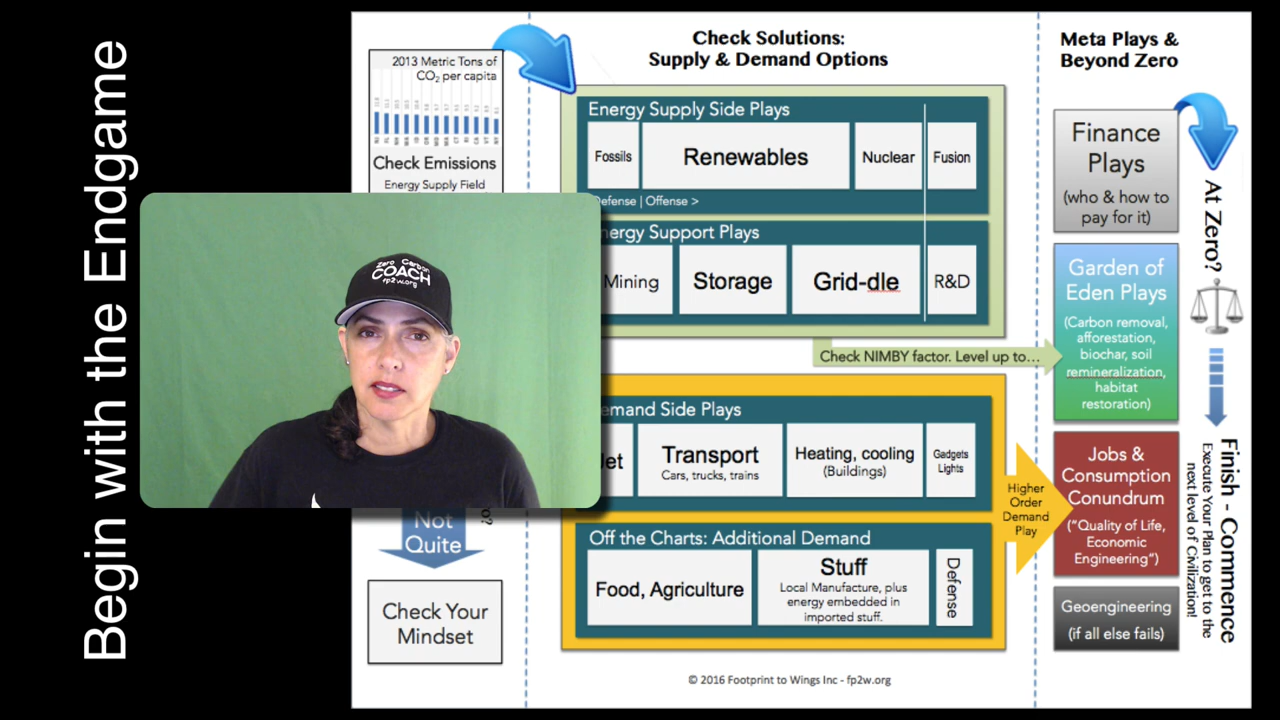 Begin with the Endgame
2013 Metric Tons of
CO₂ per capita
Check Emissions
Energy Supply Field
Zero Carbon
COACH
fp2w.org
Not
Quite
Check Your
Mindset
Check Solutions:
Supply & Demand Options
Energy Supply Side Plays
Fossils
Renewables
Nuclear
Fusion
Defense | Offense >
nergy Support Plays
Mining
Storage
Grid-dle
R&D
Check NIMBY factor. Level up to...
emand Side Plays
Jet
Transport
Cars, trucks, trains
Heating, cooling
(Buildings)
Gadgets
Lights
Off the Charts: Additional Demand
Food, Agriculture
Stuff
Local Manufacture, plus
energy embedded in
imported stuff.
Defense
Higher
Order
Demand
Play
© 2016 Footprint to Wings Inc - fp2w.org
Meta Plays &
Beyond Zero
Finance
Plays
(who & how to
pay for it)
Garden of
Eden Plays
(Carbon removal,
afforestation,
biochar, soil
remineralization,
habitat
restoration)
Jobs &
Consumption
Conundrum
("Quality of Life,
Economic
Engineering")
Geoengineering
(if all else fails)
At Zero?
Finish - Commence
Execute Your Plan to get to the
next level of Civilization!